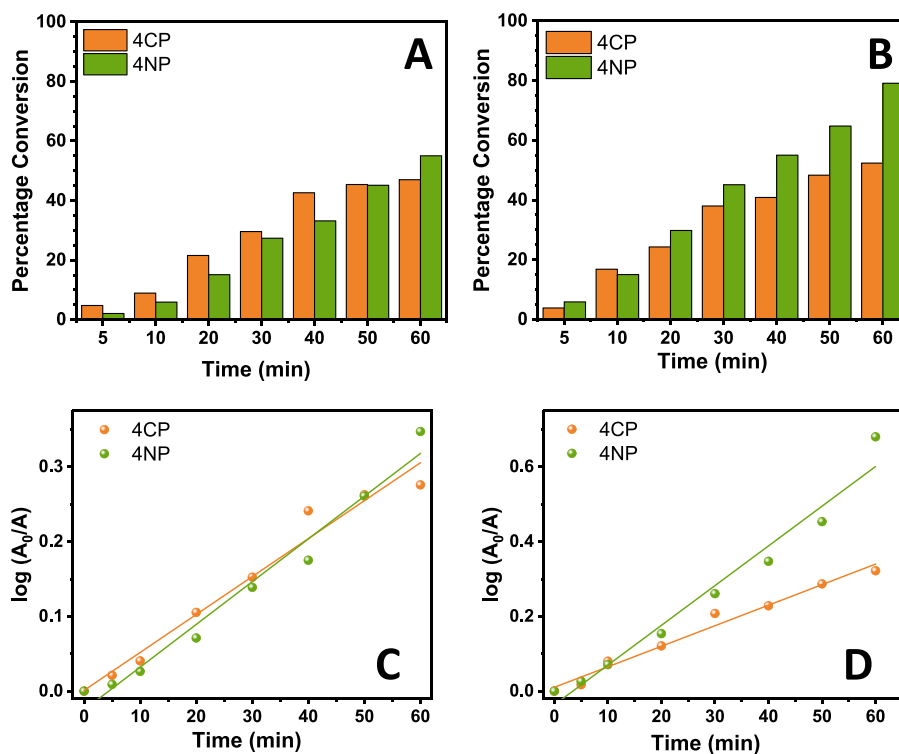 A
4CP
4NP
Percentage Conversion
100
80
60
40
20
0
5 10 20 30 40 50 60
Time (min)
B
4CP
4NP
Percentage Conversion
100
80
60
40
20
0
5 10 20 30 40 50 60
Time (min)
C
4CP
4NP
log (A₀/A)
0.3
0.2
0.1
0.0
0 10 20 30 40 50 60
Time (min)
D
4CP
4NP
log (A₀/A)
0.6
0.4
0.2
0.0
0 10 20 30 40 50 60
Time (min)